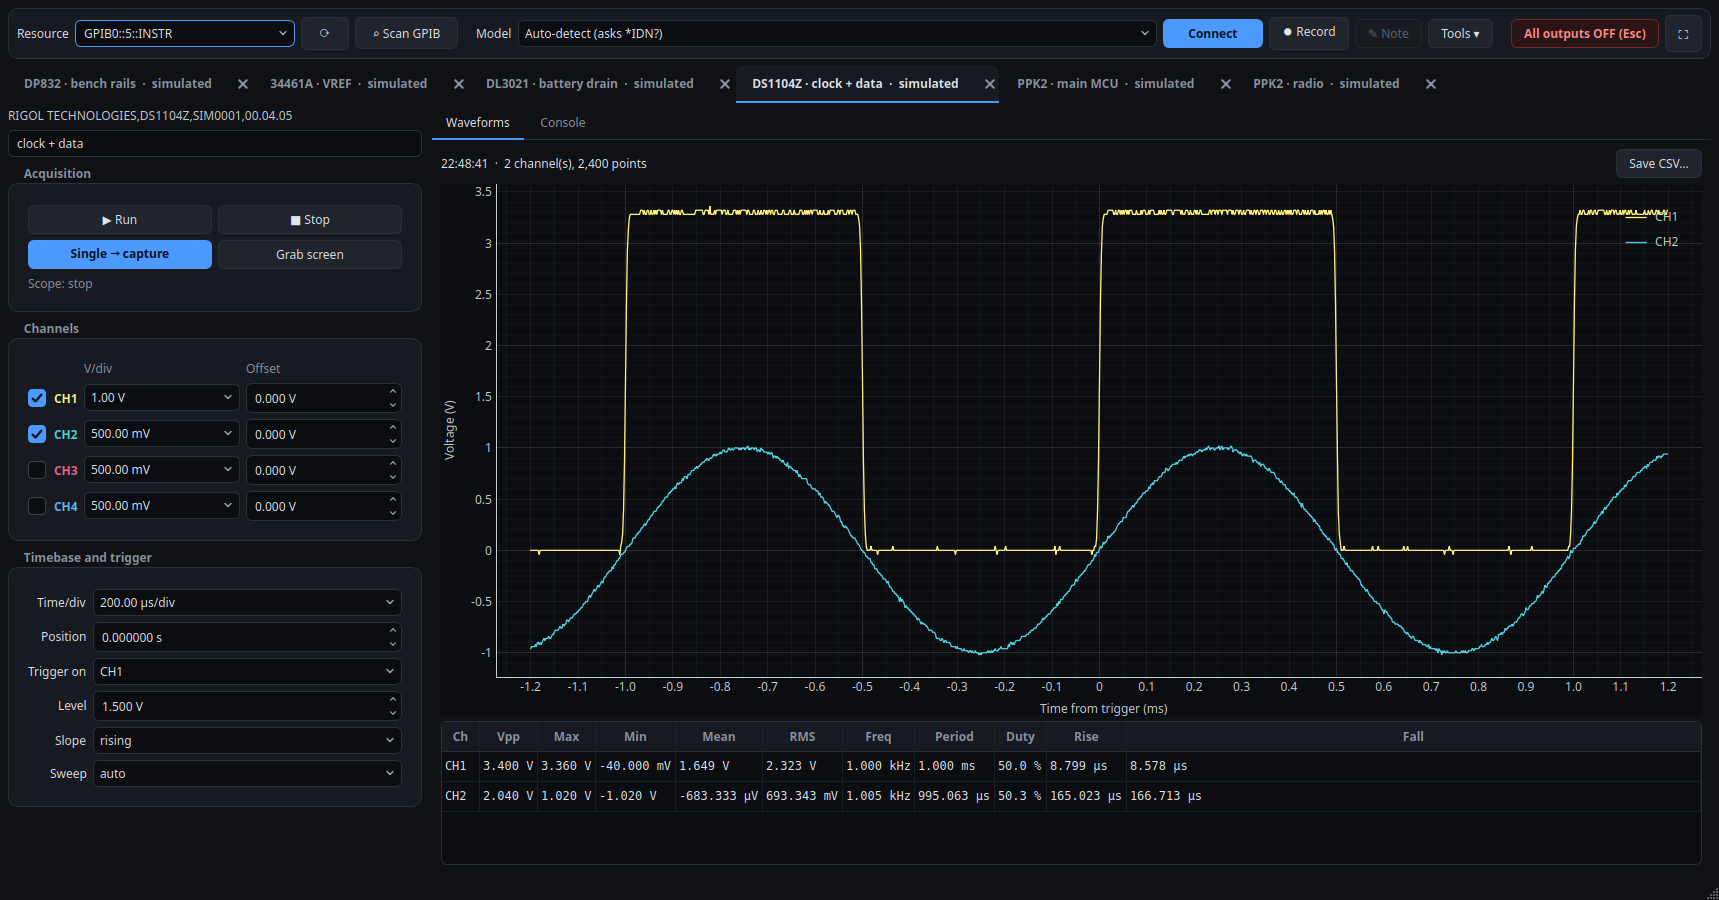 Resource GPIB0::5::INSTR ⟳ ⌕ Scan GPIB Model Auto-detect (asks *IDN?) Connect ● Record ✎ Note Tools ▾ All outputs OFF (Esc) ⛶
DP832 · bench rails · simulated ✕ 34461A · VREF · simulated ✕ DL3021 · battery drain · simulated ✕ DS1104Z · clock + data · simulated ✕ PPK2 · main MCU · simulated ✕ PPK2 · radio · simulated ✕
RIGOL TECHNOLOGIES,DS1104Z,SIM0001,00.04.05
clock + data
Acquisition
▶ Run ■ Stop
Single → capture Grab screen
Scope: stop
Channels
V/div Offset
CH1 1.00 V 0.000 V
CH2 500.00 mV 0.000 V
CH3 500.00 mV 0.000 V
CH4 500.00 mV 0.000 V
Timebase and trigger
Time/div 200.00 µs/div
Position 0.000000 s
Trigger on CH1
Level 1.500 V
Slope rising
Sweep auto
Waveforms Console
22:48:41 · 2 channel(s), 2,400 points Save CSV...
3.5
3
2.5
2
1.5
1
0.5
0
-0.5
-1
Voltage (V)
CH1
CH2
-1.2 -1.1 -1.0 -0.9 -0.8 -0.7 -0.6 -0.5 -0.4 -0.3 -0.2 -0.1 0 0.1 0.2 0.3 0.4 0.5 0.6 0.7 0.8 0.9 1.0 1.1 1.2
Time from trigger (ms)
Ch Vpp Max Min Mean RMS Freq Period Duty Rise Fall
CH1 3.400 V 3.360 V -40.000 mV 1.649 V 2.323 V 1.000 kHz 1.000 ms 50.0 % 8.799 µs 8.578 µs
CH2 2.040 V 1.020 V -1.020 V -683.333 µV 693.343 mV 1.005 kHz 995.063 µs 50.3 % 165.023 µs 166.713 µs